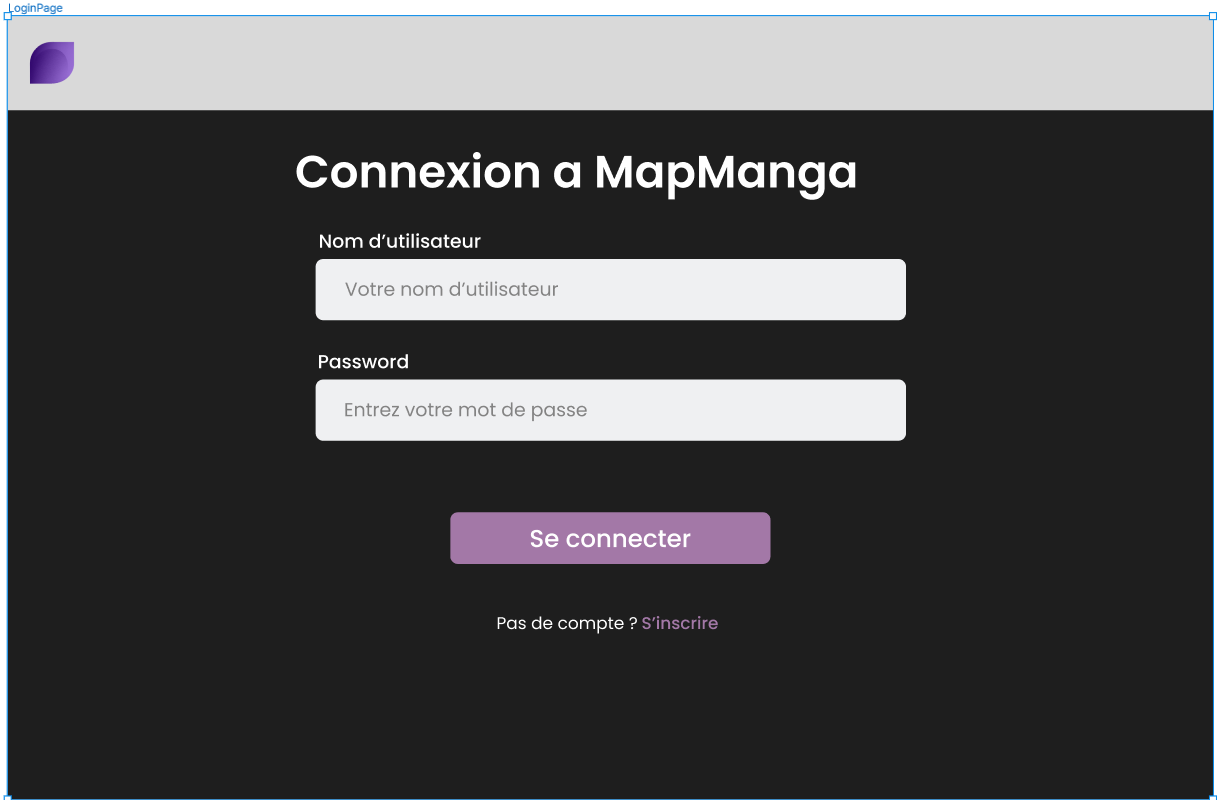 LoginPage
Connexion a MapManga
Nom d’utilisateur
Votre nom d’utilisateur
Password
Entrez votre mot de passe
Se connecter
Pas de compte ? S’inscrire